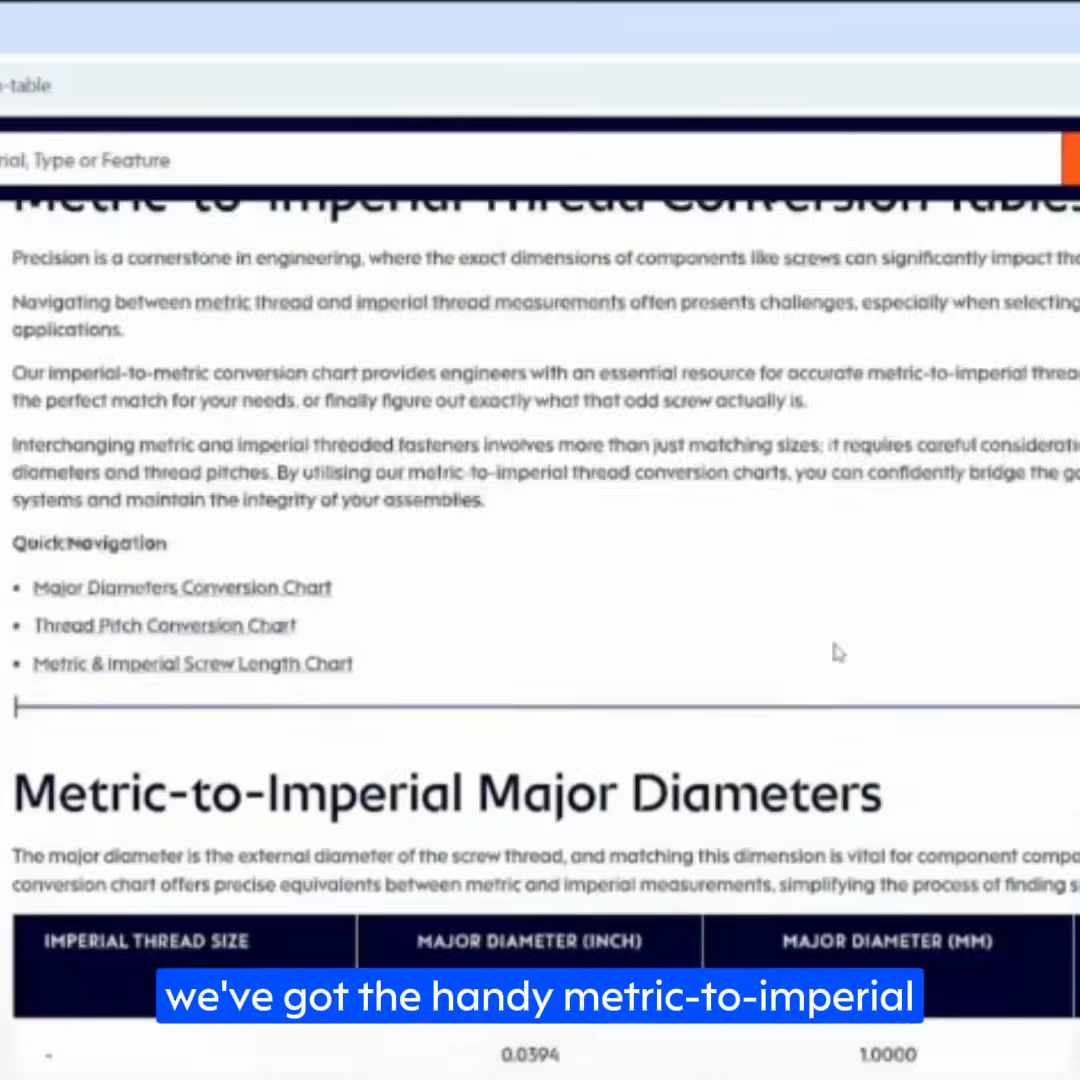 -table
rial, Type or Feature
Metric-to-Imperial Thread Conversion Tables
Precision is a cornerstone in engineering, where the exact dimensions of components like screws can significantly impact the
Navigating between metric thread and imperial thread measurements often presents challenges, especially when selecting
applications.
Our imperial-to-metric conversion chart provides engineers with an essential resource for accurate metric-to-imperial
the perfect match for your needs, or finally figure out exactly what that odd screw actually is.
Interchanging metric and imperial threaded fasteners involves more than just matching sizes; it requires careful
diameters and thread pitches. By utilising our metric-to-imperial thread conversion charts, you can confidently bridge the
systems and maintain the integrity of your assemblies.
Quick Navigation
• Major Diameters Conversion Chart
• Thread Pitch Conversion Chart
• Metric & Imperial Screw Length Chart
Metric-to-Imperial Major Diameters
The major diameter is the external diameter of the screw thread, and matching this dimension is vital for component
conversion chart offers precise equivalents between metric and imperial measurements, simplifying the process of finding
IMPERIAL THREAD SIZE MAJOR DIAMETER (INCH) MAJOR DIAMETER (MM)
we've got the handy metric-to-imperial
- 0.0394 1.0000